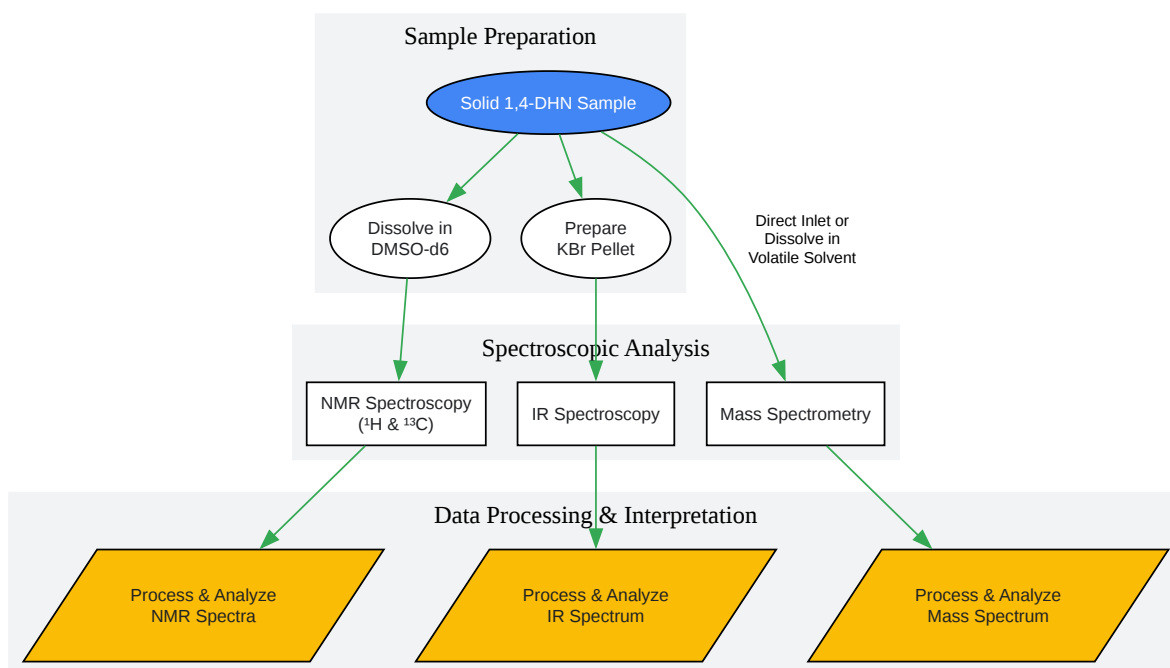 Sample Preparation
Solid 1,4-DHN Sample
Dissolve in
DMSO-d6
Prepare
KBr Pellet
Direct Inlet or
Dissolve in
Volatile Solvent
Spectroscopic Analysis
NMR Spectroscopy
(¹H & ¹³C)
IR Spectroscopy
Mass Spectrometry
Data Processing & Interpretation
Process & Analyze
NMR Spectra
Process & Analyze
IR Spectrum
Process & Analyze
Mass Spectrum